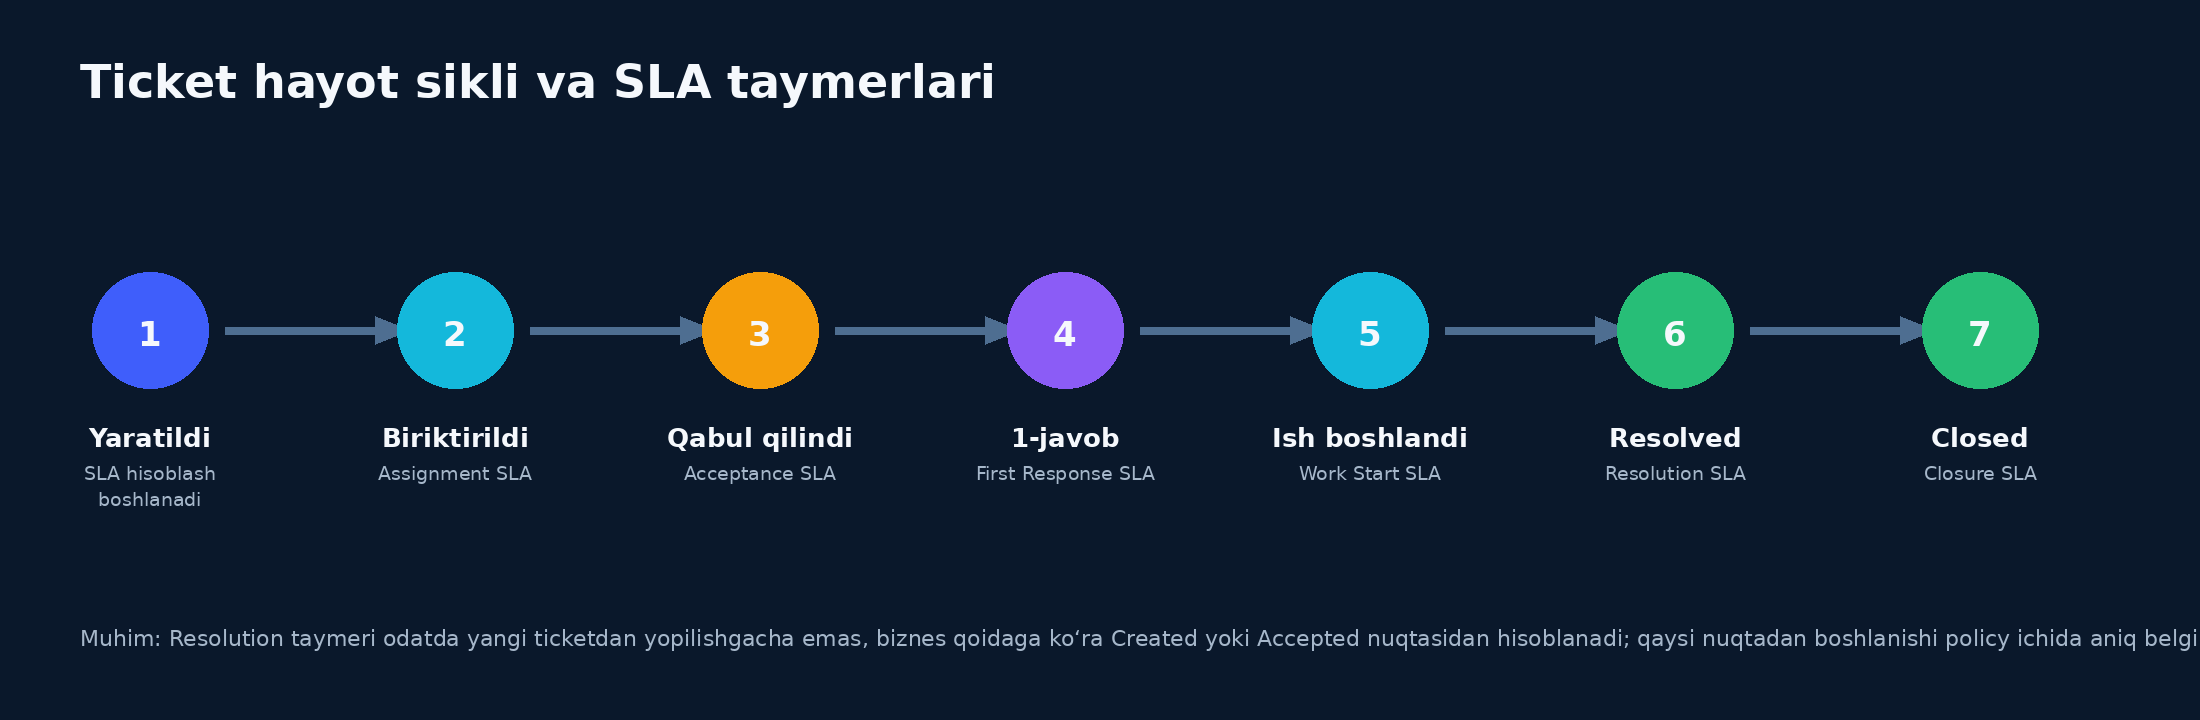 Ticket hayot sikli va SLA taymerlari
1
2
3
4
5
6
7
Yaratildi
Biriktirildi
Qabul qilindi
1-javob
Ish boshlandi
Resolved
Closed
SLA hisoblash
boshlanadi
Assignment SLA
Acceptance SLA
First Response SLA
Work Start SLA
Resolution SLA
Closure SLA
Muhim: Resolution taymeri odatda yangi ticketdan yopilishgacha emas, biznes qoidaga ko‘ra Created yoki Accepted nuqtasidan hisoblanadi; qaysi nuqtadan boshlanishi policy ichida aniq belgi